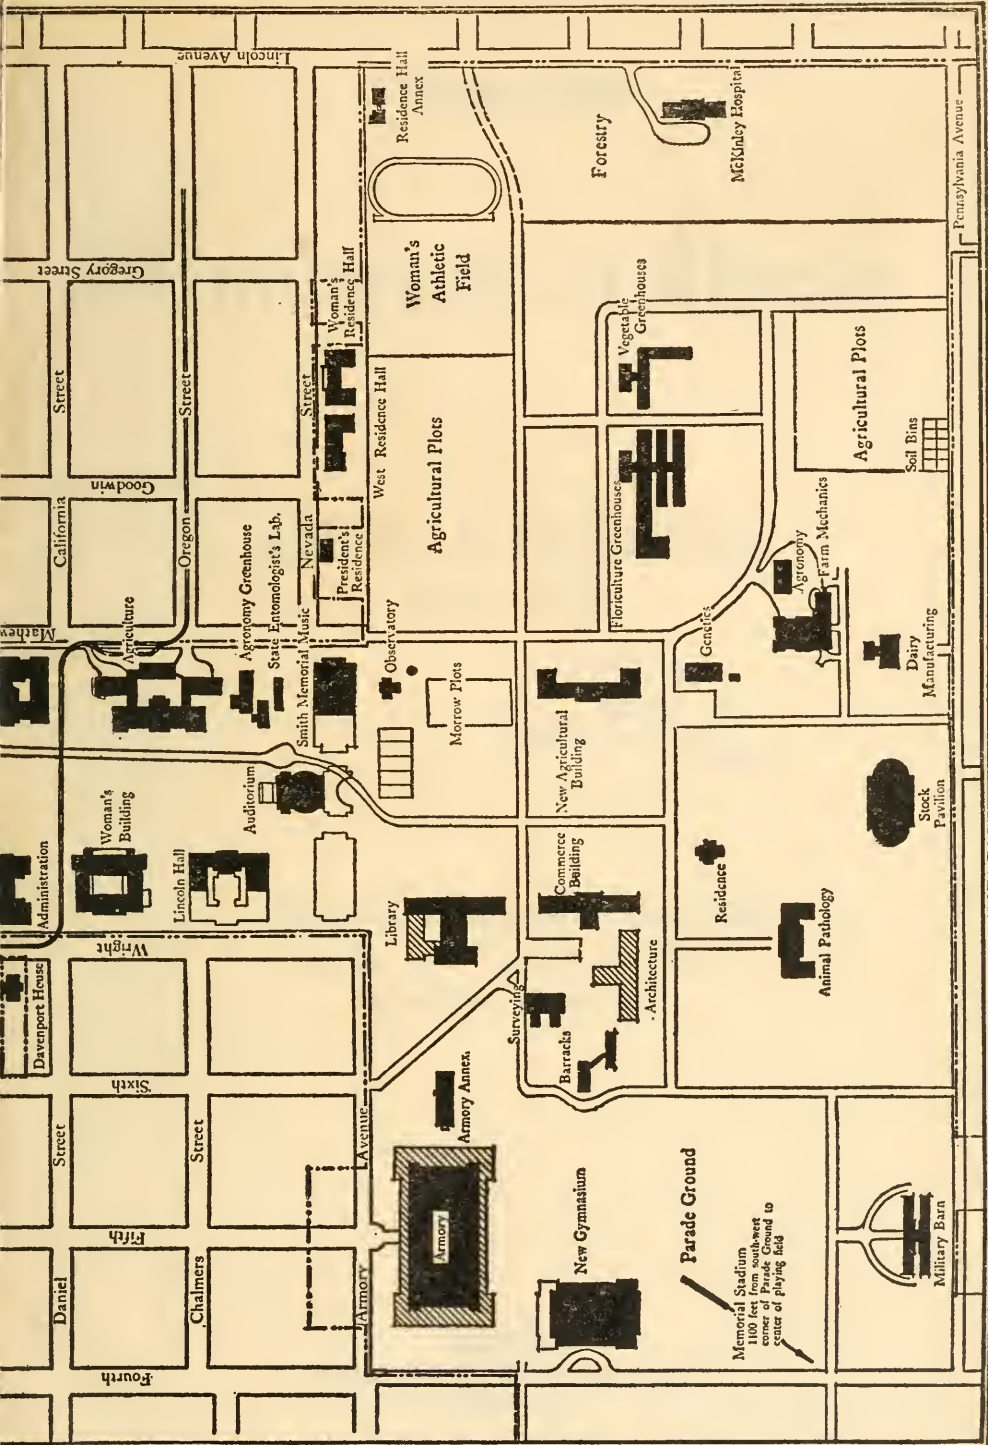 Lincoln Avenue
Residence Hall
Annex
Forestry
McKinley Hospital
Pennsylvania Avenue
Gregory Street
Woman's
Residence Hall
Woman's
Athletic
Field
Vegetable
Greenhouses
Street
Street
Street
West Residence Hall
Agricultural Plots
Agricultural Plots
Soil Bins
Goodwin
California
Oregon
Nevada
President's
Residence
Floriculture Greenhouses
Agronomy
Farm Mechanics
Agriculture
Agronomy Greenhouse
State Entomologist's Lab.
Smith Memorial Music
Observatory
Morrow Plots
Genetics
Dairy
Manufacturing
New Agricultural
Building
Auditorium
Woman's
Building
Administration
Lincoln Hall
Library
Commerce
Building
Residence
Stock
Pavilion
Animal Pathology
Wright
Davenport House
Surveying
Architecture
Barracks
Sixth
Street
Street
Avenue
Armory Annex.
Armory
New Gymnasium
Parade Ground
Fifth
Daniel
Chalmers
Armory
Memorial Stadium
1100 feet from south-west
corner of Parade Ground to
center of playing field
Military Barn
Fourth